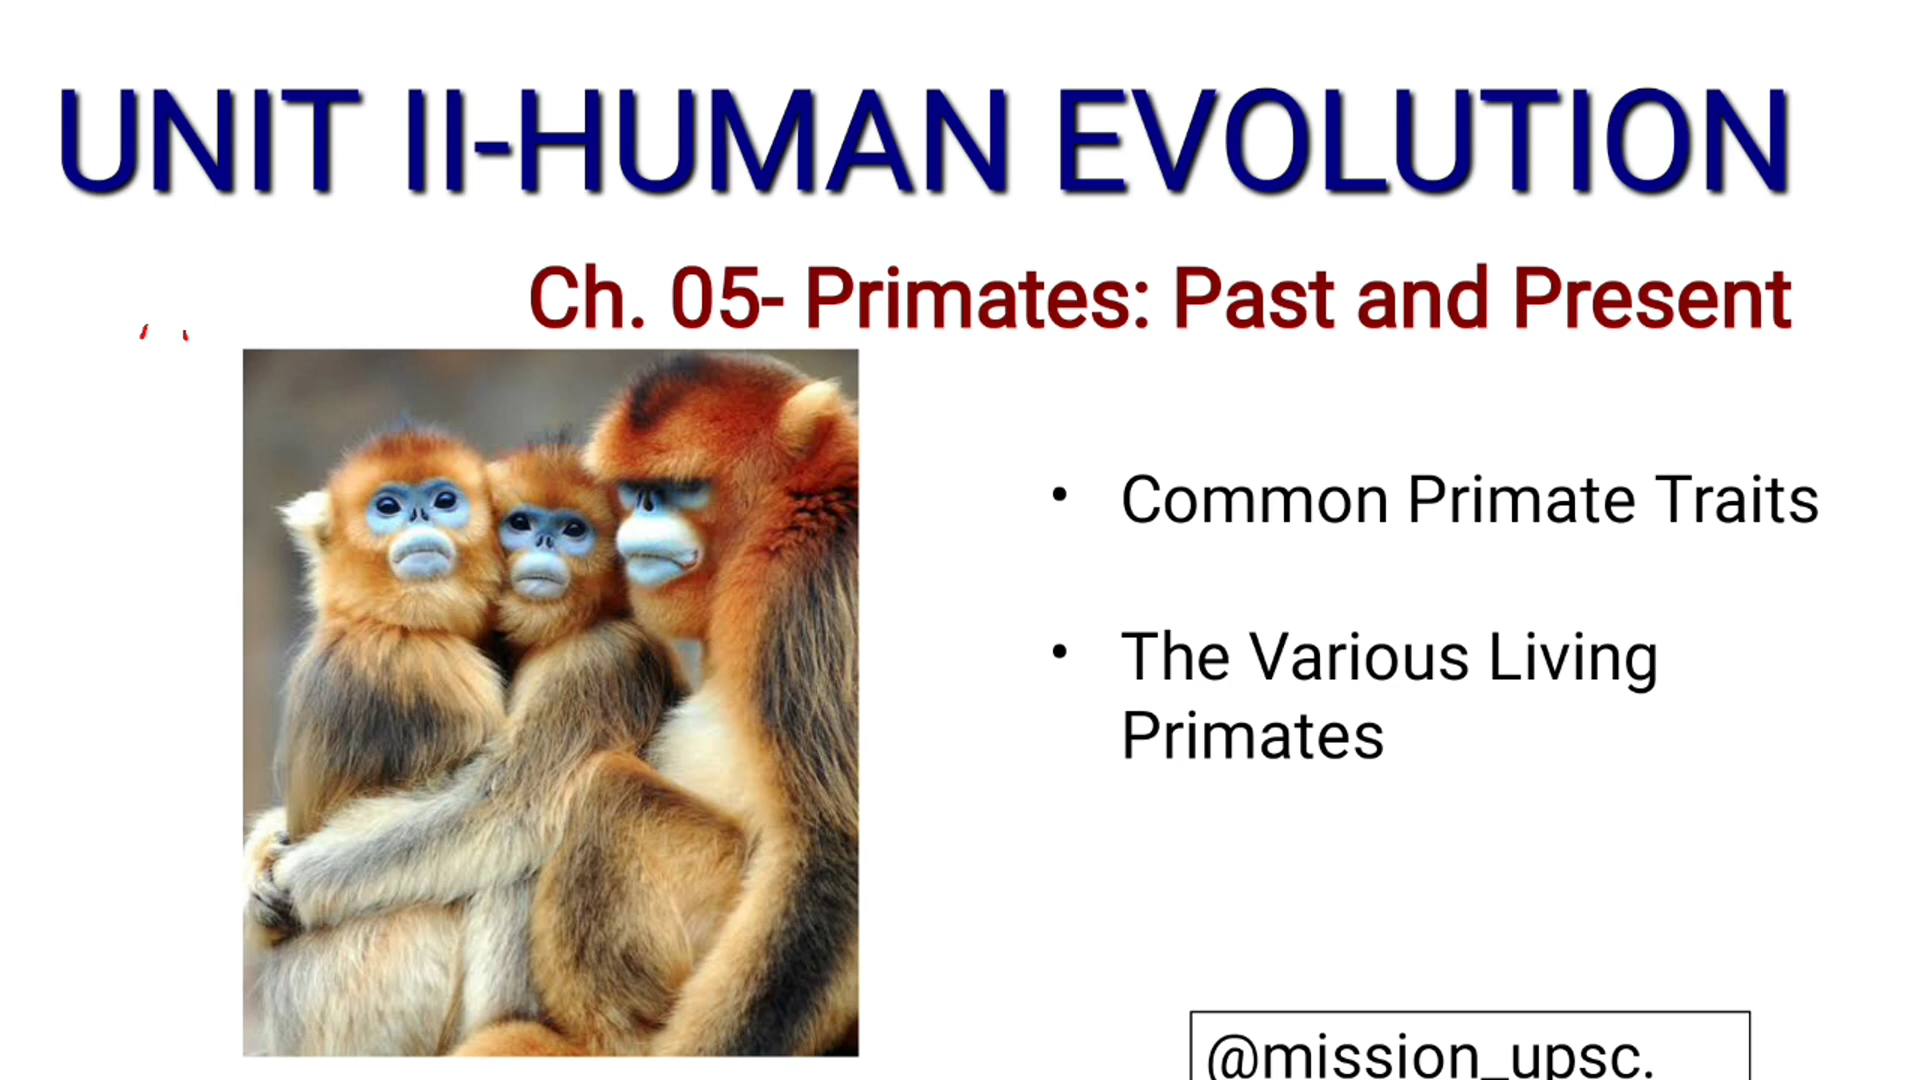 UNIT II-HUMAN EVOLUTION
Ch. 05- Primates: Past and Present
• Common Primate Traits
• The Various Living
Primates
@mission_upsc.